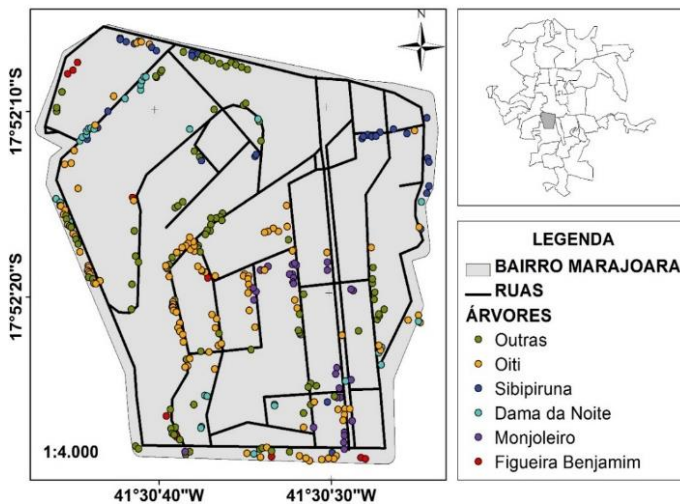 N
17°52'10"S
17°52'20"S
1:4.000
41°30'40"O
41°30'30"O
LEGENDA
BAIRRO MARAJOARA
RUAS
ÁRVORES
Outras
Oiti
Sibipiruna
Dama da Noite
Monjoleiro
Figueira Benjamim